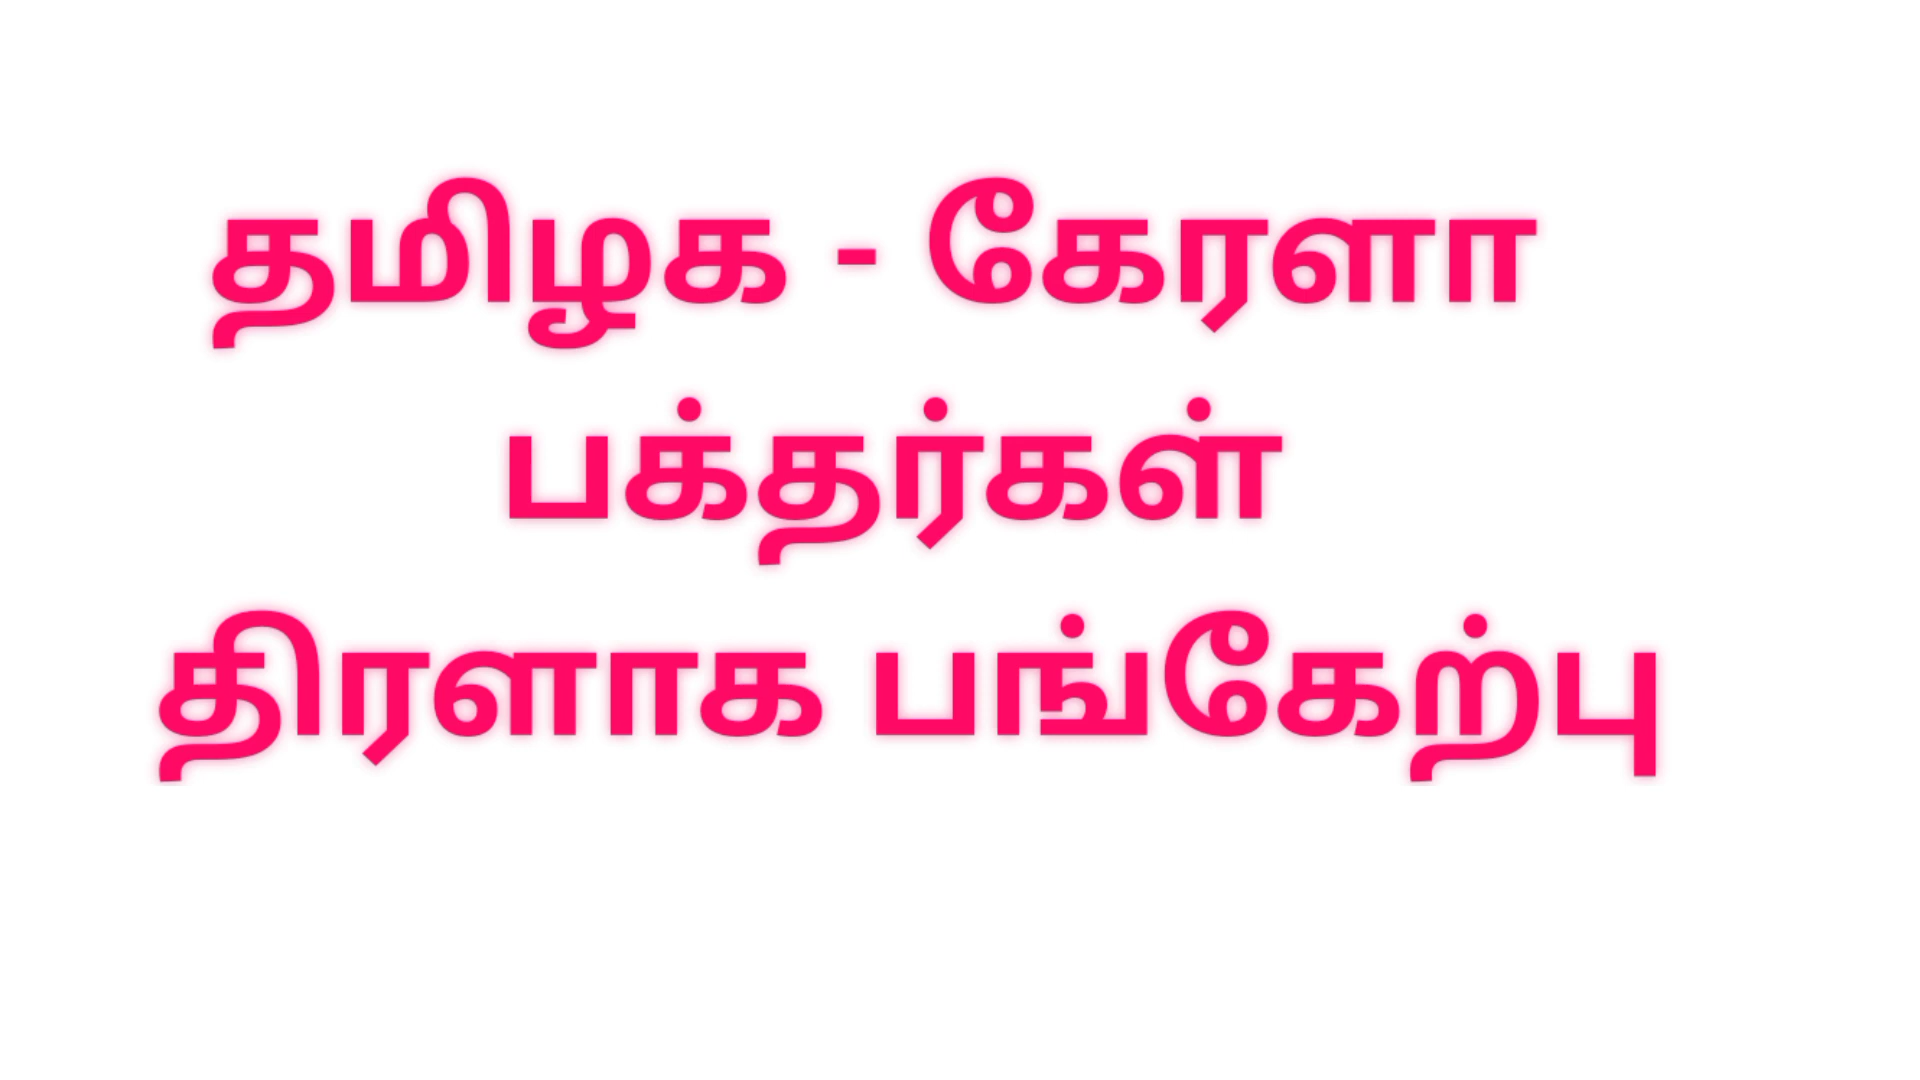 தமிழக - கேரளா
பக்தர்கள்
திரளாக பங்கேற்பு